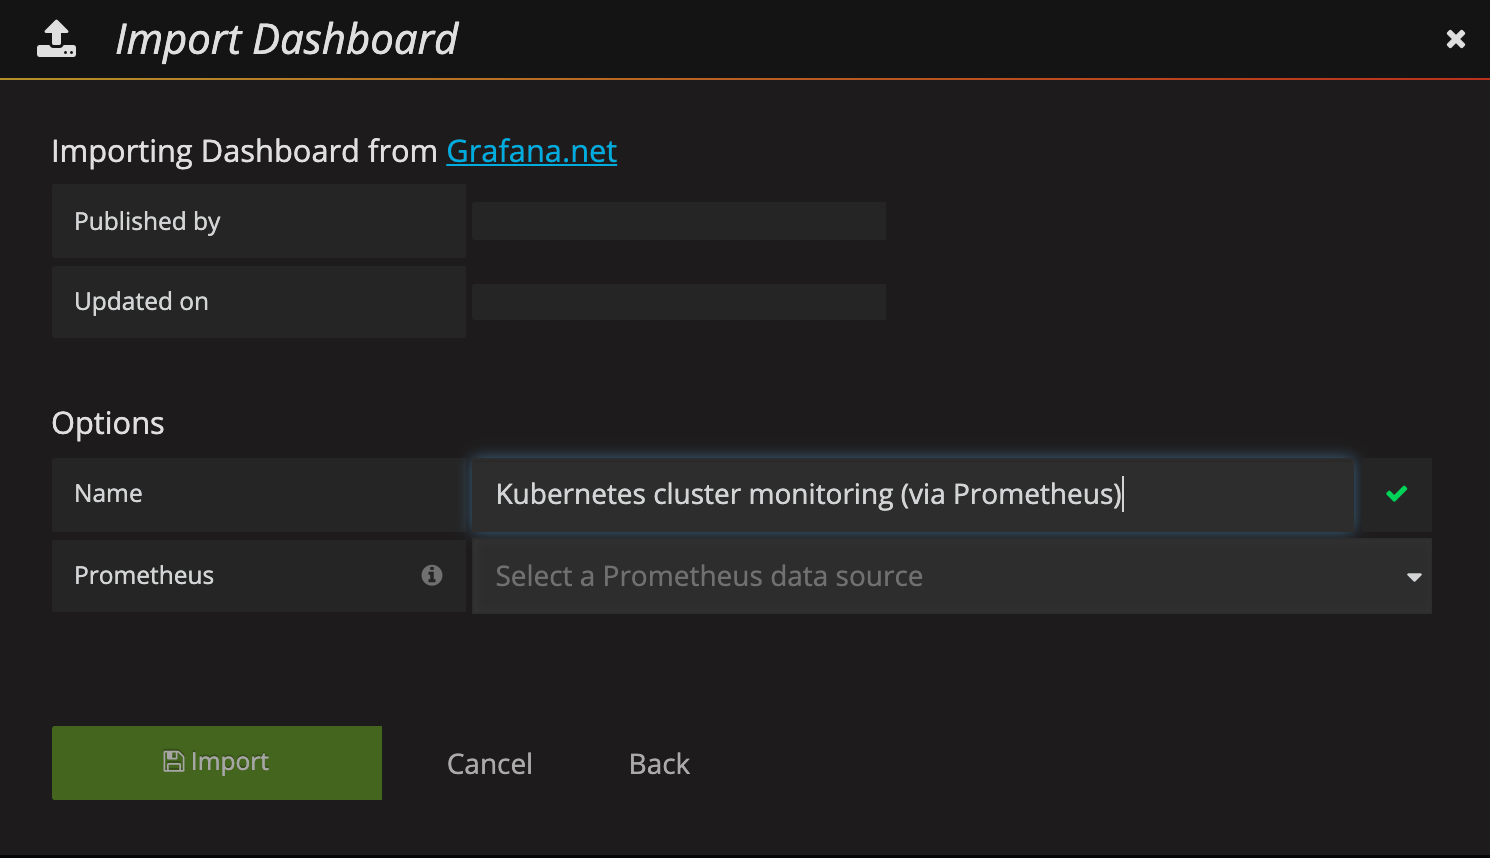 Import Dashboard
Importing Dashboard from Grafana.net
Published by
Updated on
Options
Name Kubernetes cluster monitoring (via Prometheus)
Prometheus Select a Prometheus data source
Import Cancel Back